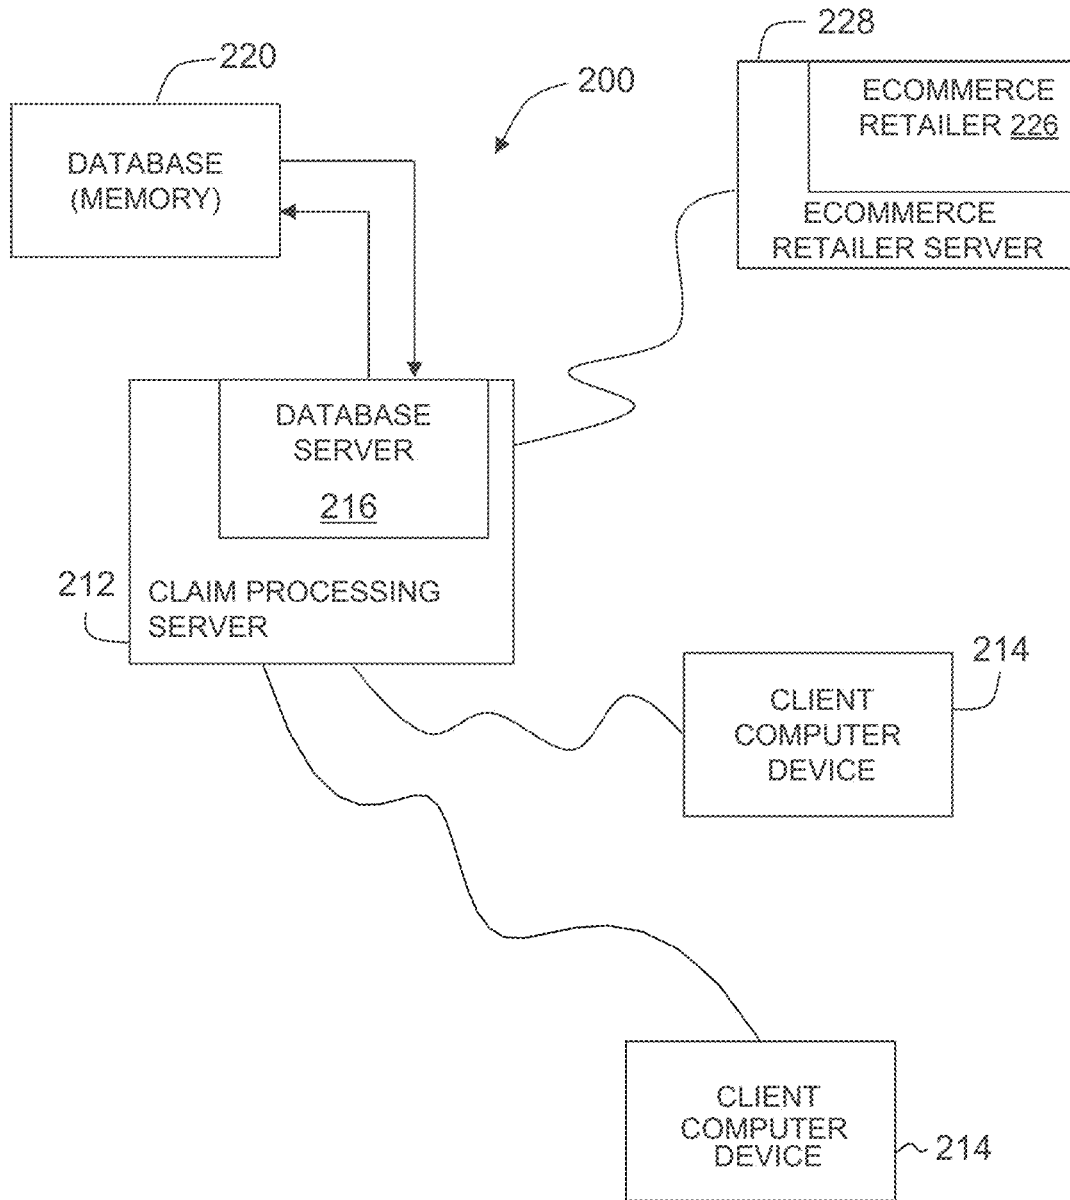 228
220
200
ECOMMERCE
RETAILER 226
DATABASE
(MEMORY)
ECOMMERCE
RETAILER SERVER
DATABASE
SERVER
216
212
CLAIM PROCESSING
SERVER
214
CLIENT
COMPUTER
DEVICE
CLIENT
COMPUTER
DEVICE
214